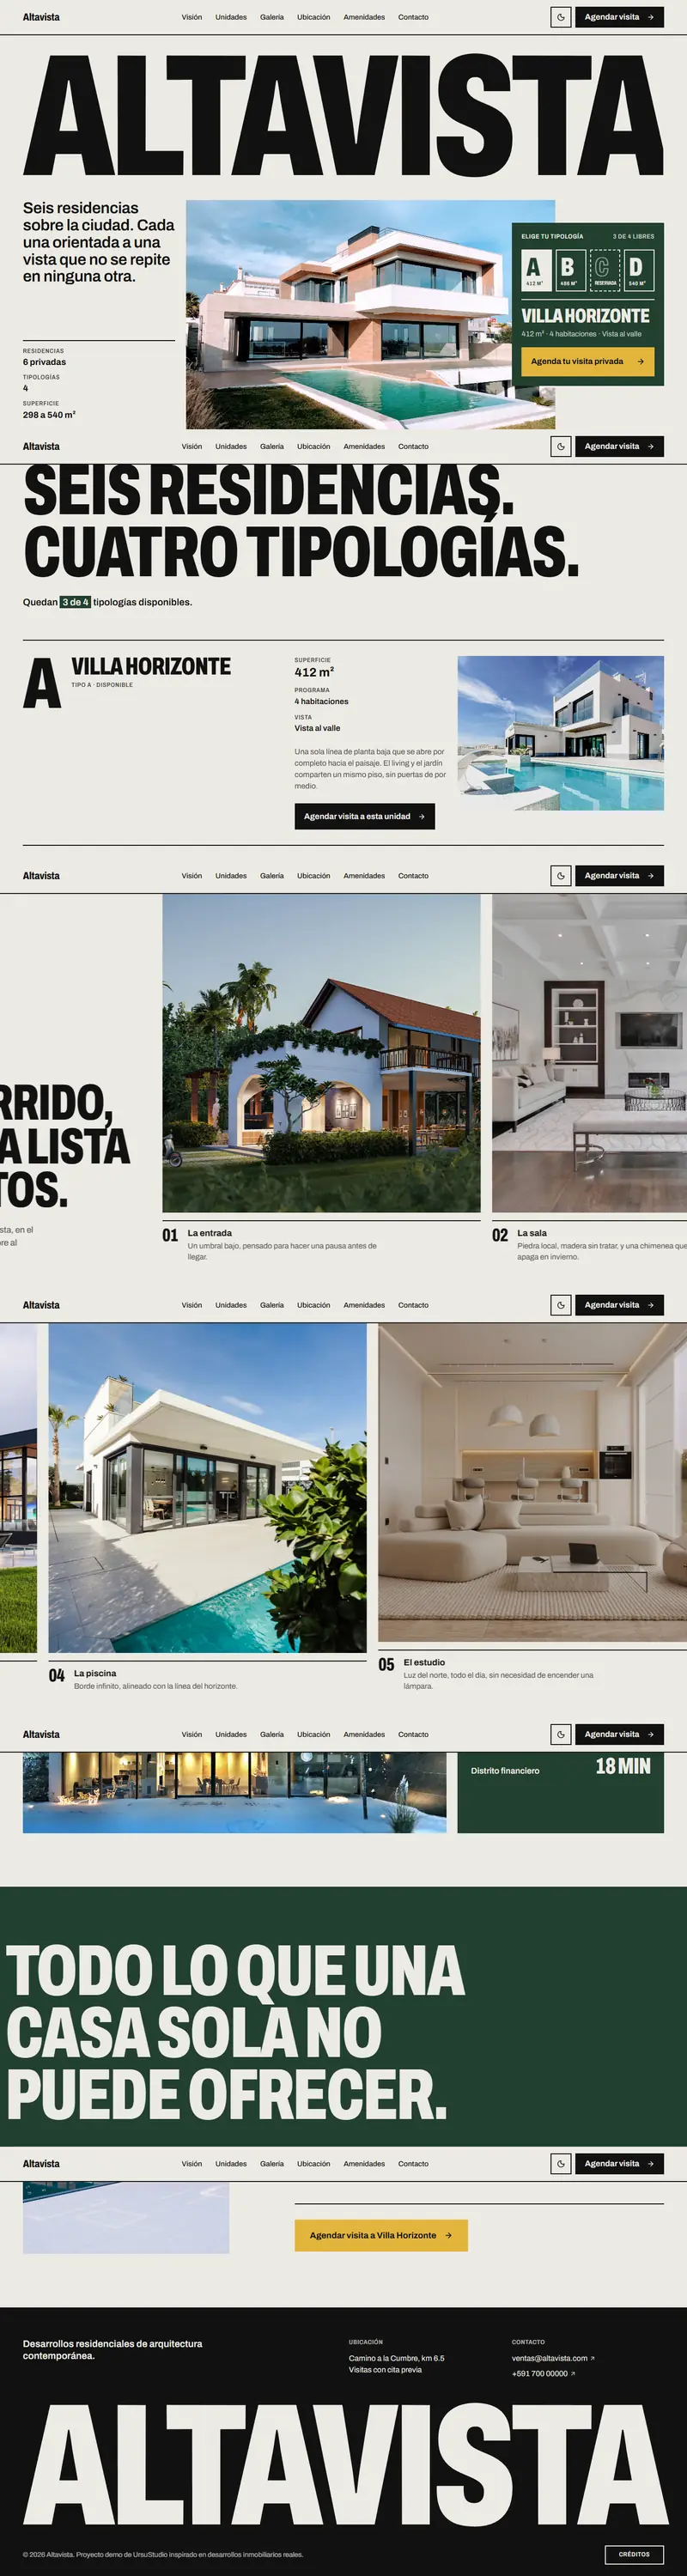 Altavista
Visión Unidades Galería Ubicación Amenidades Contacto
Agendar visita →
ALTAVISTA
Seis residencias
sobre la ciudad. Cada
una orientada a una
vista que no se repite
en ninguna otra.
RESIDENCIAS
6 privadas
TIPOLOGÍAS
4
SUPERFICIE
298 a 540 m²
ELIGE TU TIPOLOGÍA 3 DE 4 LIBRES
A B C D
412 M² 486 M² RESERVADA 540 M²
VILLA HORIZONTE
412 m² · 4 habitaciones · Vista al valle
Agenda tu visita privada →
Altavista
Visión Unidades Galería Ubicación Amenidades Contacto
Agendar visita →
SEIS RESIDENCIAS.
CUATRO TIPOLOGÍAS.
Quedan 3 de 4 tipologías disponibles.
A
VILLA HORIZONTE
TIPO A · DISPONIBLE
SUPERFICIE
412 m²
PROGRAMA
4 habitaciones
VISTA
Vista al valle
Una sola línea de planta baja que se abre por
completo hacia el paisaje. El living y el jardín
comparten un mismo piso, sin puertas de por
medio.
Agendar visita a esta unidad →
Altavista
Visión Unidades Galería Ubicación Amenidades Contacto
Agendar visita →
RRIDO,
A LISTA
TOS.
sta, en el
re al
01 La entrada
Un umbral bajo, pensado para hacer una pausa antes de
llegar.
02 La sala
Piedra local, madera sin tratar, y una chimenea que
apaga en invierno.
Altavista
Visión Unidades Galería Ubicación Amenidades Contacto
Agendar visita →
04 La piscina
Borde infinito, alineado con la línea del horizonte.
05 El estudio
Luz del norte, todo el día, sin necesidad de encender una
lámpara.
Altavista
Visión Unidades Galería Ubicación Amenidades Contacto
Agendar visita →
Distrito financiero 18 MIN
TODO LO QUE UNA
CASA SOLA NO
PUEDE OFRECER.
Altavista
Visión Unidades Galería Ubicación Amenidades Contacto
Agendar visita →
Agendar visita a Villa Horizonte →
Desarrollos residenciales de arquitectura
contemporánea.
UBICACIÓN
Camino a la Cumbre, km 6.5
Visitas con cita previa
CONTACTO
ventas@altavista.com ↗
+591 700 00000 ↗
ALTAVISTA
© 2026 Altavista. Proyecto demo de UrsuStudio inspirado en desarrollos inmobiliarios reales.
CRÉDITOS